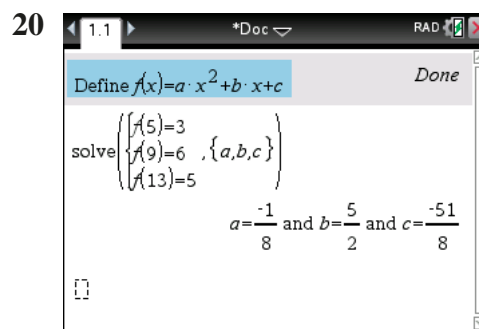 20
1.1 *Doc RAD
Define f(x)=a·x²+b·x+c Done
solve({f(5)=3
f(9)=6 ,{a,b,c})
f(13)=5
a=-1/8 and b=5/2 and c=-51/8